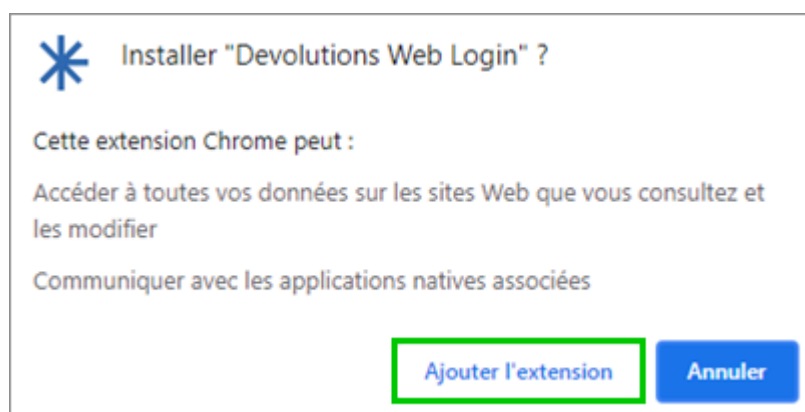 Installer "Devolutions Web Login" ?
Cette extension Chrome peut :
Accéder à toutes vos données sur les sites Web que vous consultez et
les modifier
Communiquer avec les applications natives associées
Ajouter l'extension
Annuler